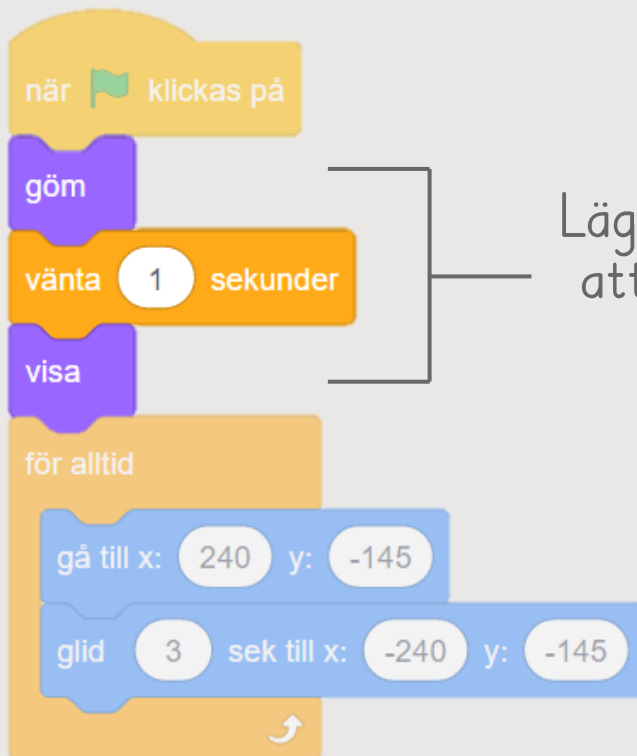 när klickas på
göm
vänta 1 sekunder
visa
för alltid
gå till x: 240 y: -145
glid 3 sek till x: -240 y: -145